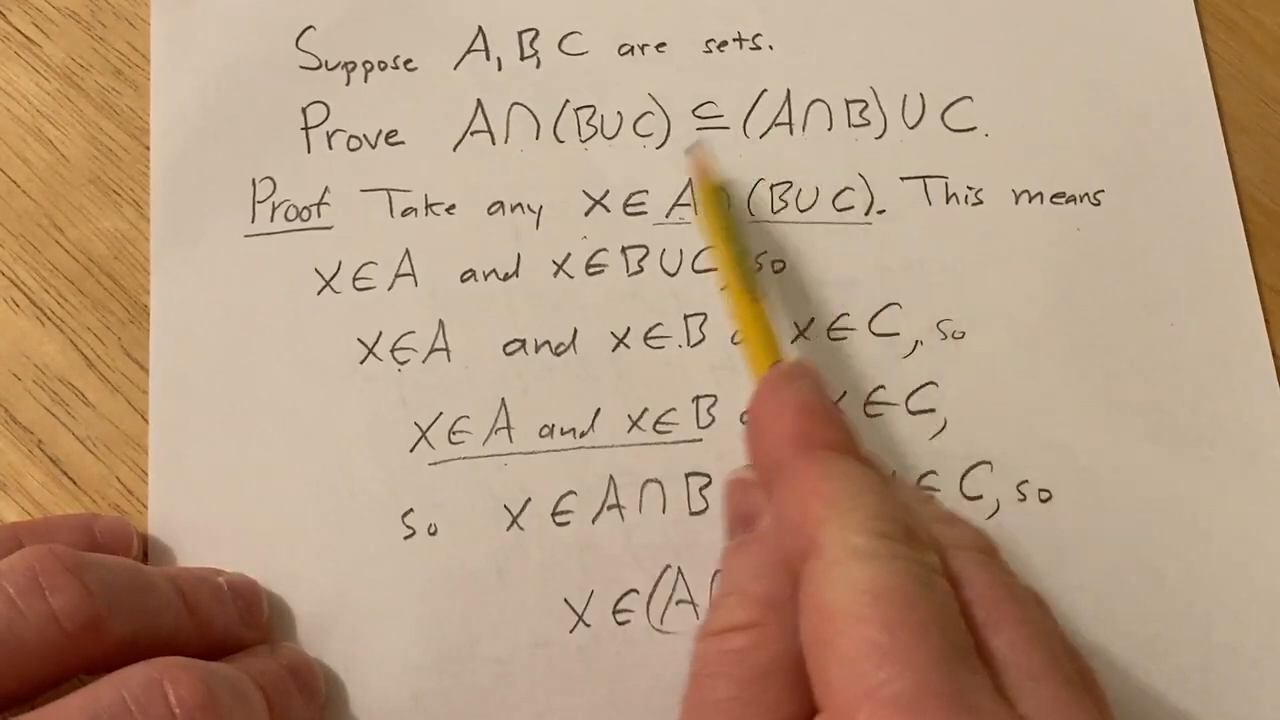 Suppose A, B, C are sets.
Prove A∩(B∪C) ⊆ (A∩B)∪C.
Proof Take any x∈A∩(B∪C). This means
x∈A and x∈B∪C, so
x∈A and x∈B x∈C, so
x∈A and x∈B ∈C,
so x∈A∩B ∈C, so
x∈(A